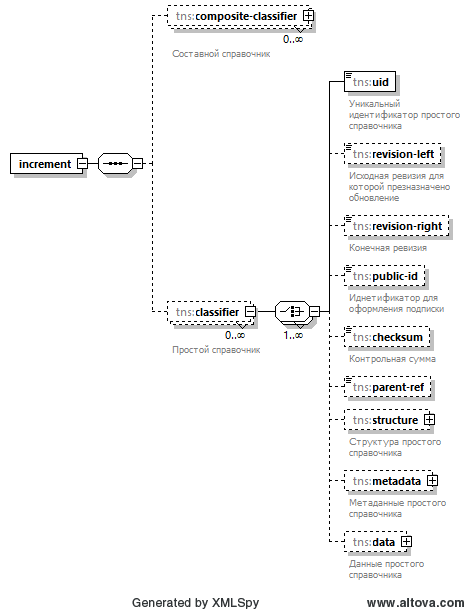 tns:composite-classifier
0..∞
Составной справочник
increment
tns:classifier
0..∞
Простой справочник
1..∞
tns:uid
Уникальный
идентификатор простого
справочника
tns:revision-left
Исходная ревизия для
которой презназначено
обновление
tns:revision-right
Конечная ревизия
tns:public-id
Иднетификатор для
оформления подписки
tns:checksum
Контрольная сумма
tns:parent-ref
tns:structure
Структура простого
справочника
tns:metadata
Метаданные простого
справочника
tns:data
Данные простого
справочника
Generated by XMLSpy
www.altova.com